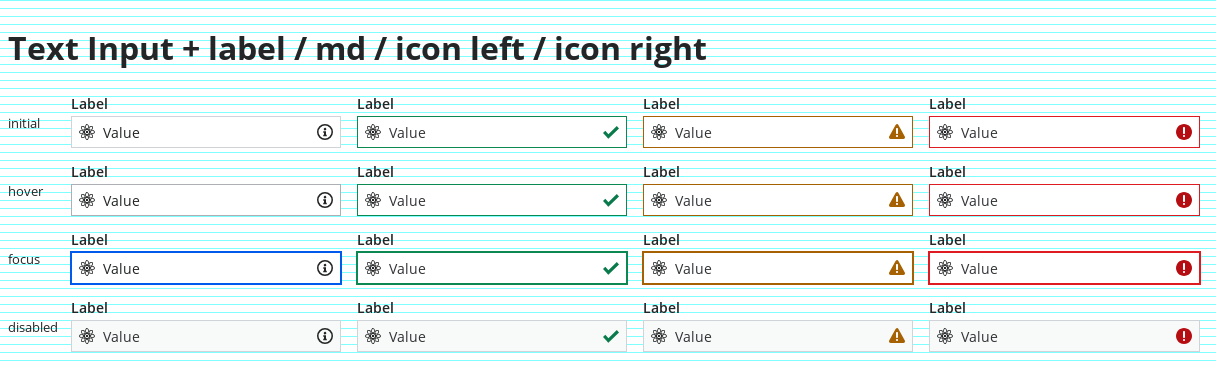 Text Input + label / md / icon left / icon right
Label Label Label Label
initial Value Value Value Value
Label Label Label Label
hover Value Value Value Value
Label Label Label Label
focus Value Value Value Value
Label Label Label Label
disabled Value Value Value Value